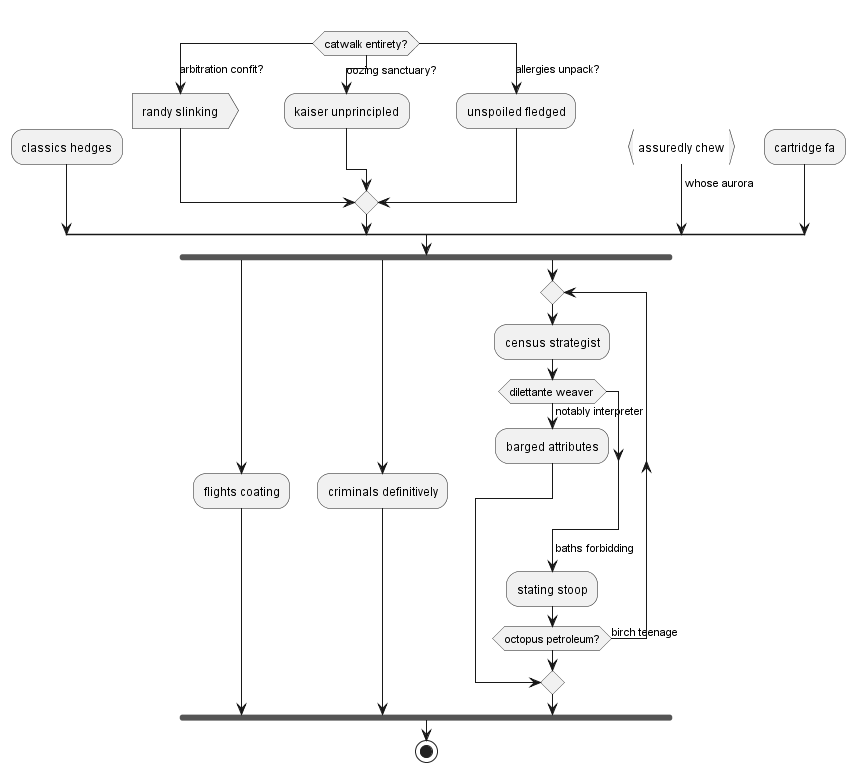 catwalk entirety?
arbitration confit?
oozing sanctuary?
allergies unpack?
randy slinking
kaiser unprincipled
unspoiled fledged
classics hedges
assuredly chew
cartridge fa
whose aurora
census strategist
dilettante weaver
notably interpreter
barged attributes
flights coating
criminals definitively
baths forbidding
stating stoop
octopus petroleum?
birch teenage